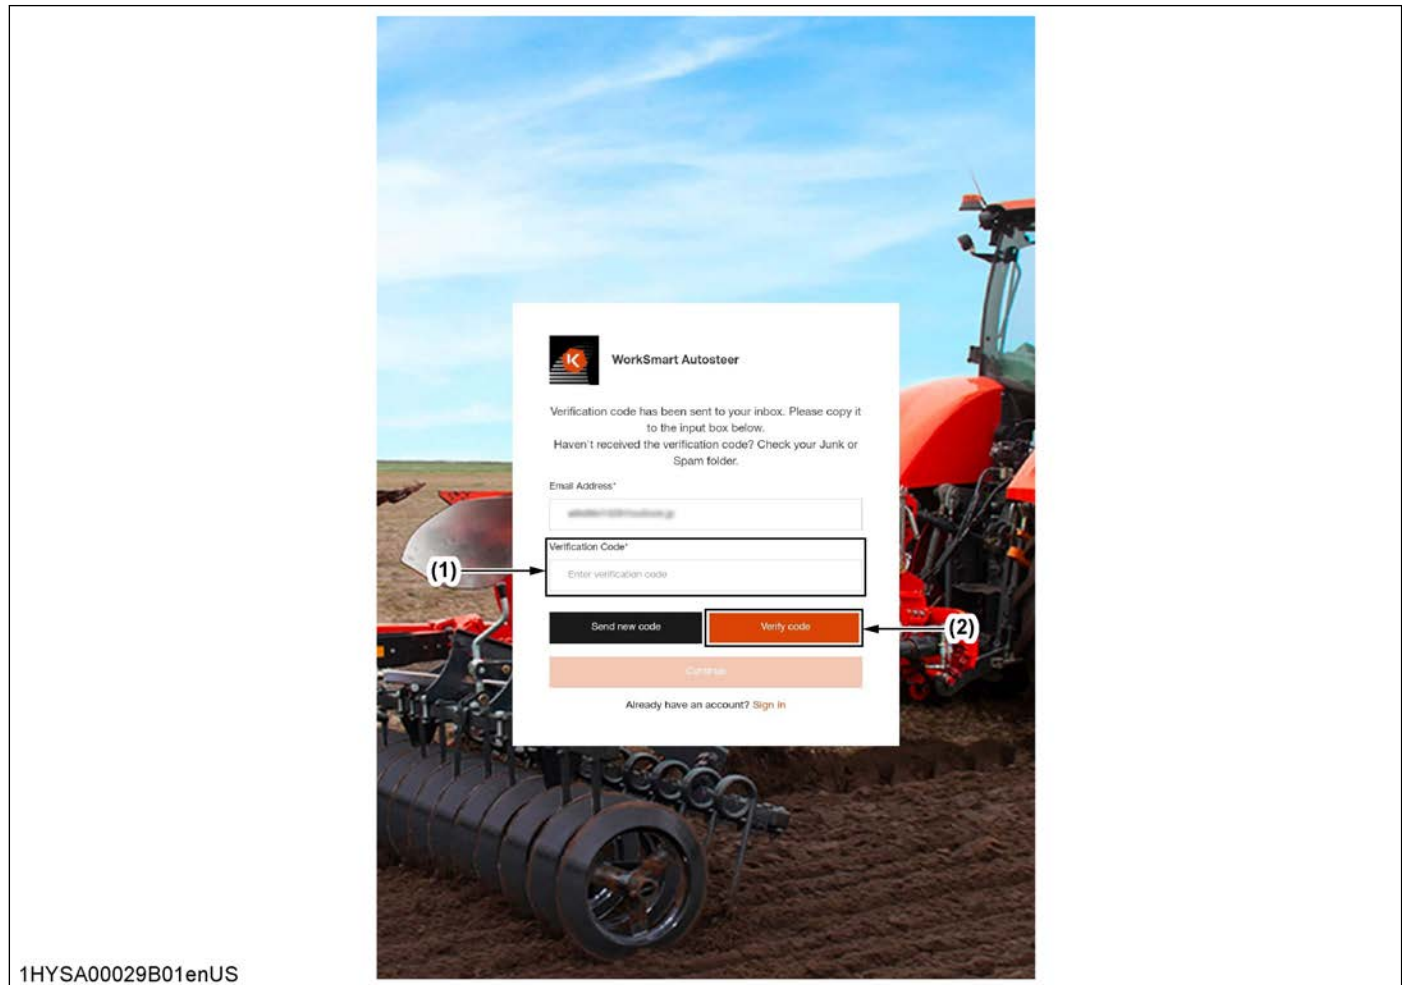 WorkSmart Autosteer
Verification code has been sent to your inbox. Please copy it
to the input box below.
Haven't received the verification code? Check your Junk or
Spam folder.
Email Address*
Verification Code*
(1)
Enter verification code
Send new code
Verify code
(2)
Continue
Already have an account? Sign in
1HYSA00029B01enUS